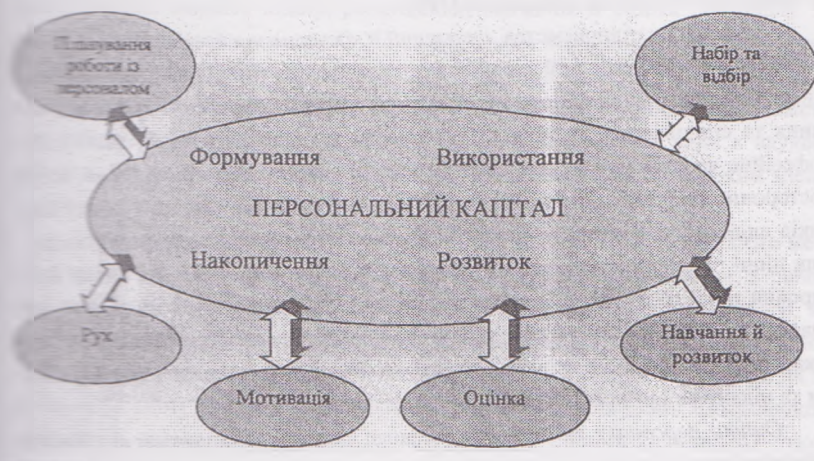 Планування
роботи із
персоналом
Набір та
відбір
Формування
Використання
ПЕРСОНАЛЬНИЙ КАПІТАЛ
Накопичення
Розвиток
Рух
Навчання й
розвиток
Мотивація
Оцінка